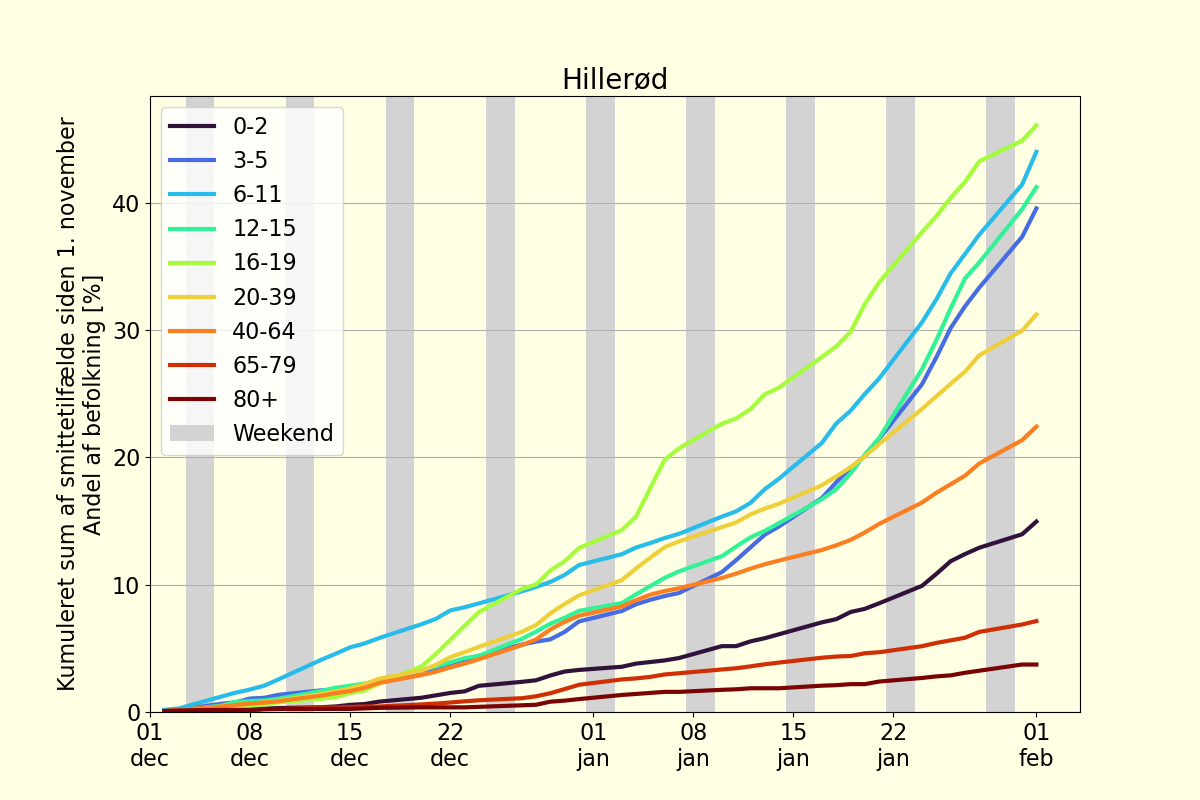 Hillerød
Kumuleret sum af smittetilfælde siden 1. november
Andel af befolkning [%]
40
30
20
10
0
0-2
3-5
6-11
12-15
16-19
20-39
40-64
65-79
80+
Weekend
01 08 15 22 01 08 15 22 01
dec dec dec dec jan jan jan jan feb